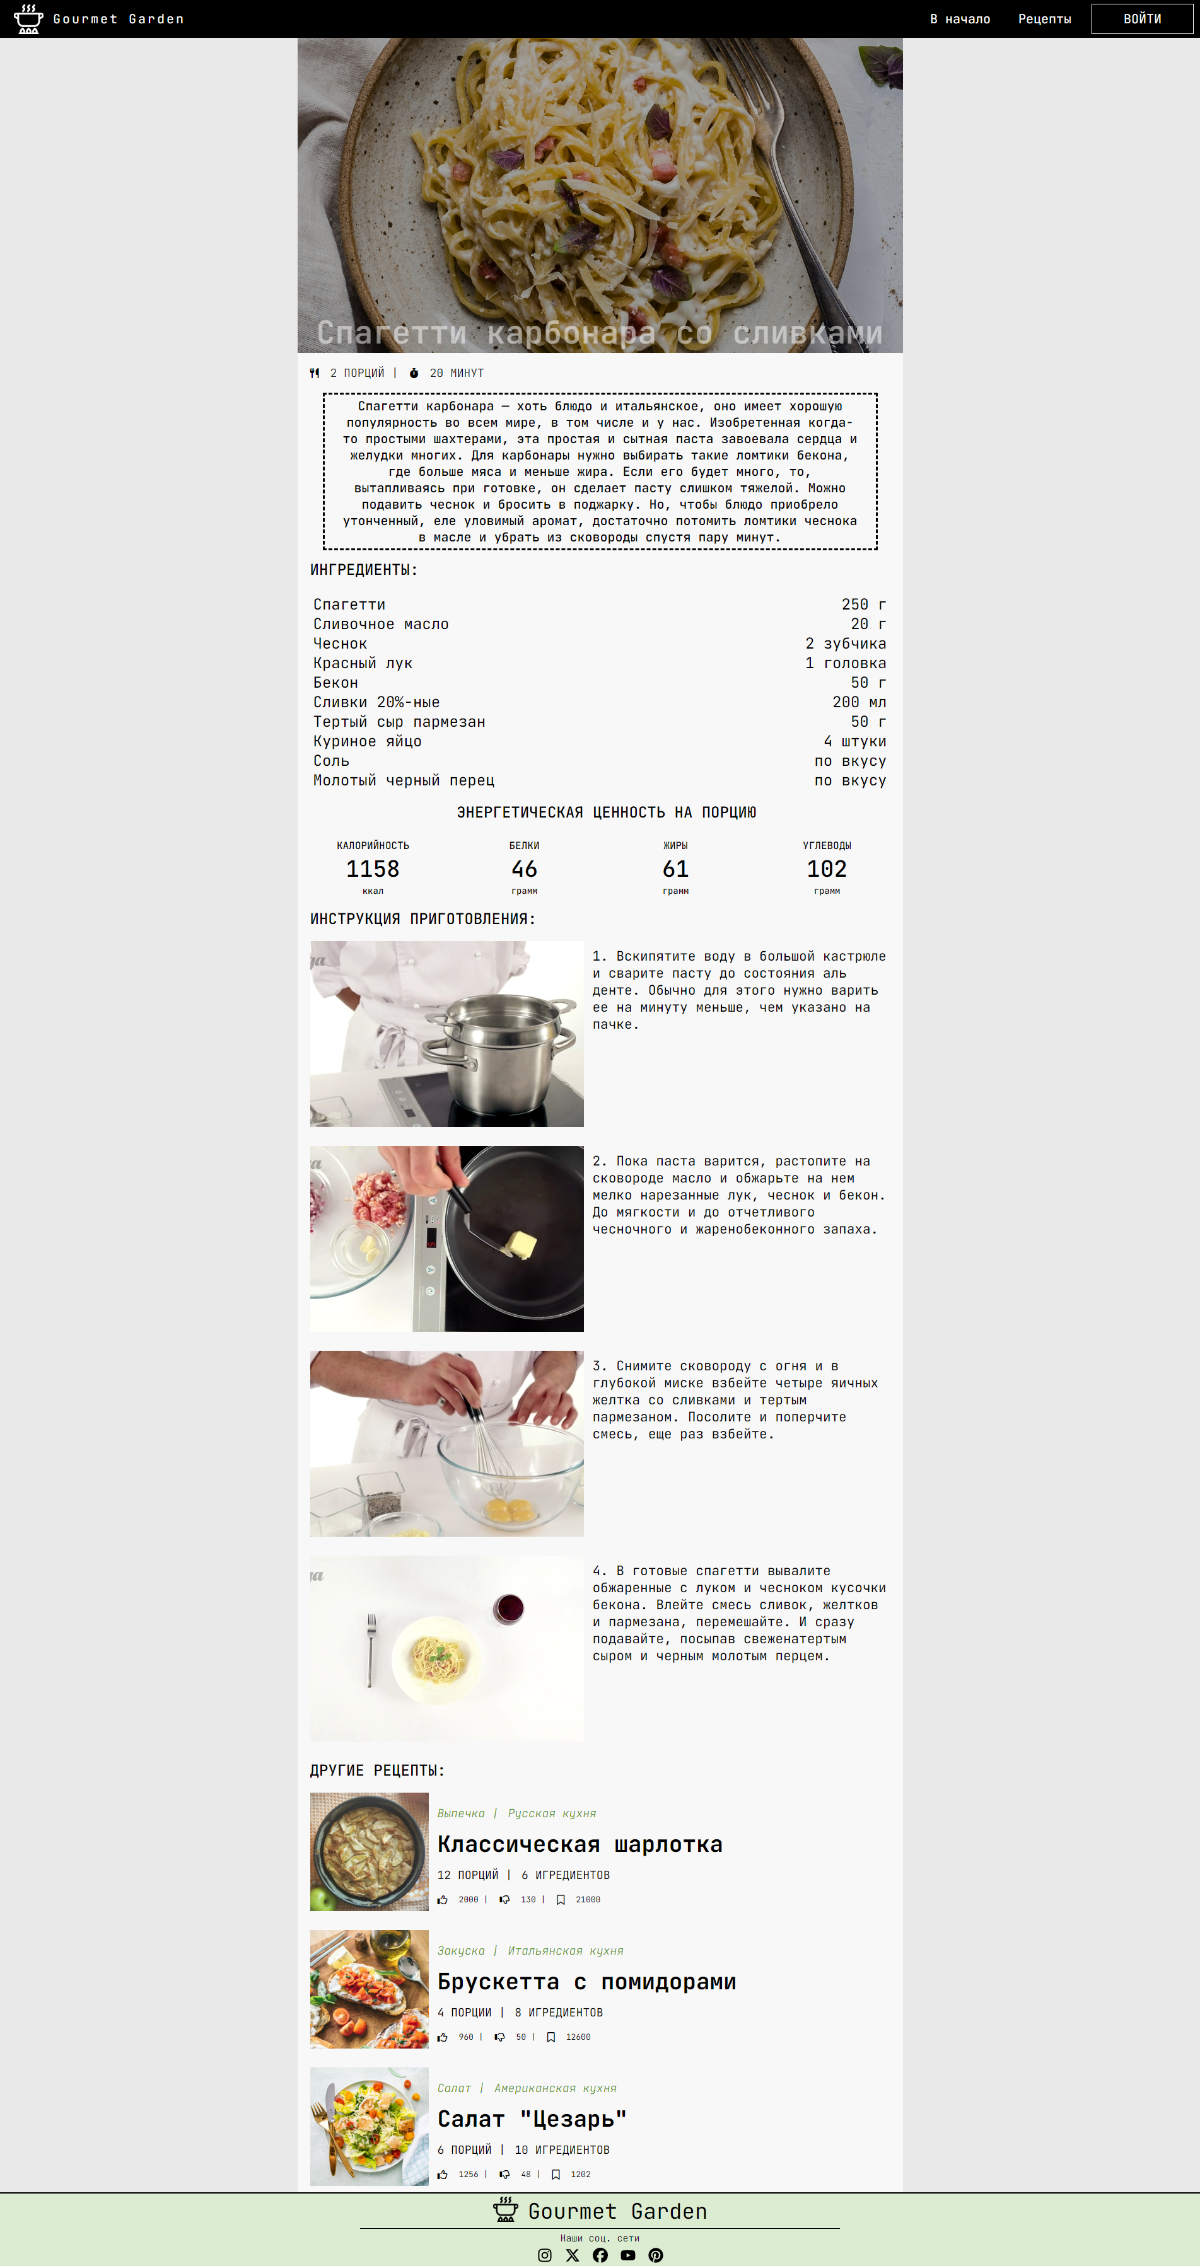 Gourmet Garden
В начало Рецепты ВОЙТИ
Спагетти карбонара со сливками
2 ПОРЦИЙ | 20 МИНУТ
Спагетти карбонара — хоть блюдо и итальянское, оно имеет хорошую
популярность во всем мире, в том числе и у нас. Изобретенная когда-
то простыми шахтерами, эта простая и сытная паста завоевала сердца и
желудки многих. Для карбонары нужно выбирать такие ломтики бекона,
где больше мяса и меньше жира. Если его будет много, то,
вытапливаясь при готовке, он сделает пасту слишком тяжелой. Можно
подавить чеснок и бросить в поджарку. Но, чтобы блюдо приобрело
утонченный, еле уловимый аромат, достаточно потомить ломтики чеснока
в масле и убрать из сковороды спустя пару минут.
ИНГРЕДИЕНТЫ:
Спагетти 250 г
Сливочное масло 20 г
Чеснок 2 зубчика
Красный лук 1 головка
Бекон 50 г
Сливки 20%-ные 200 мл
Тертый сыр пармезан 50 г
Куриное яйцо 4 штуки
Соль по вкусу
Молотый черный перец по вкусу
ЭНЕРГЕТИЧЕСКАЯ ЦЕННОСТЬ НА ПОРЦИЮ
КАЛОРИЙНОСТЬ БЕЛКИ ЖИРЫ УГЛЕВОДЫ
1158 46 61 102
ккал грамм грамм грамм
ИНСТРУКЦИЯ ПРИГОТОВЛЕНИЯ:
1. Вскипятите воду в большой кастрюле
и сварите пасту до состояния аль
денте. Обычно для этого нужно варить
ее на минуту меньше, чем указано на
пачке.
2. Пока паста варится, растопите на
сковороде масло и обжарьте на нем
мелко нарезанные лук, чеснок и бекон.
До мягкости и до отчетливого
чесночного и жаренобеконного запаха.
3. Снимите сковороду с огня и в
глубокой миске взбейте четыре яичных
желтка со сливками и тертым
пармезаном. Посолите и поперчите
смесь, еще раз взбейте.
4. В готовые спагетти вывалите
обжаренные с луком и чесноком кусочки
бекона. Влейте смесь сливок, желтков
и пармезана, перемешайте. И сразу
подавайте, посыпав свеженатертым
сыром и черным молотым перцем.
ДРУГИЕ РЕЦЕПТЫ:
Выпечка | Русская кухня
Классическая шарлотка
12 ПОРЦИЙ | 6 ИГРЕДИЕНТОВ
2000 | 130 | 21000
Закуска | Итальянская кухня
Брускетта с помидорами
4 ПОРЦИИ | 8 ИГРЕДИЕНТОВ
960 | 50 | 12600
Салат | Американская кухня
Салат "Цезарь"
6 ПОРЦИЙ | 10 ИГРЕДИЕНТОВ
1256 | 48 | 1202
Gourmet Garden
Наши соц. сети